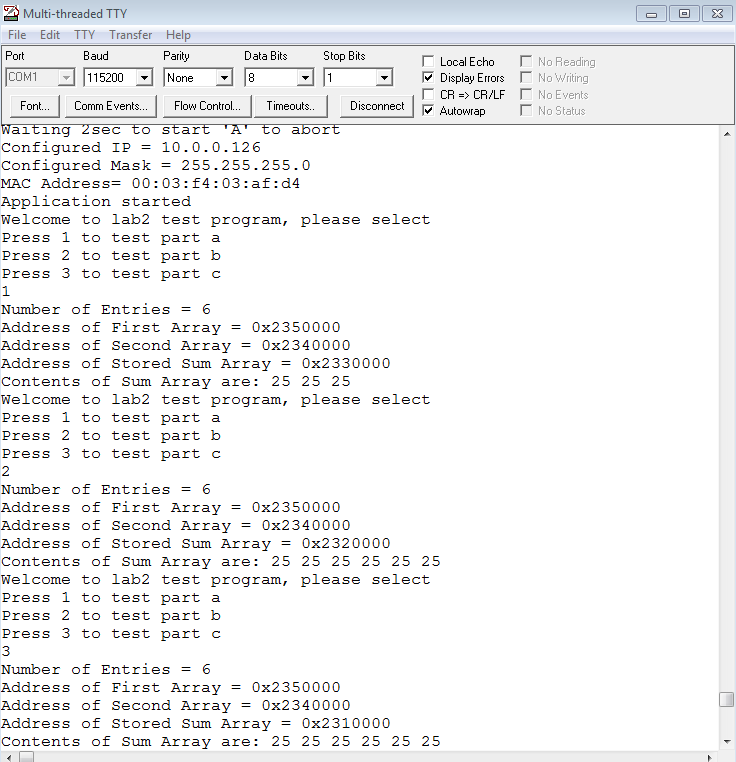 Multi-threaded TTY
File Edit TTY Transfer Help
Port Baud Parity Data Bits Stop Bits
COM1 115200 None 8 1
Local Echo No Reading
Display Errors No Writing
CR => CR/LF No Events
Autowrap No Status
Font... Comm Events... Flow Control... Timeouts.. Disconnect
Waiting 2sec to start 'A' to abort
Configured IP = 10.0.0.126
Configured Mask = 255.255.255.0
MAC Address= 00:03:f4:03:af:d4
Application started
Welcome to lab2 test program, please select
Press 1 to test part a
Press 2 to test part b
Press 3 to test part c
1
Number of Entries = 6
Address of First Array = 0x2350000
Address of Second Array = 0x2340000
Address of Stored Sum Array = 0x2330000
Contents of Sum Array are: 25 25 25
Welcome to lab2 test program, please select
Press 1 to test part a
Press 2 to test part b
Press 3 to test part c
2
Number of Entries = 6
Address of First Array = 0x2350000
Address of Second Array = 0x2340000
Address of Stored Sum Array = 0x2320000
Contents of Sum Array are: 25 25 25 25 25 25
Welcome to lab2 test program, please select
Press 1 to test part a
Press 2 to test part b
Press 3 to test part c
3
Number of Entries = 6
Address of First Array = 0x2350000
Address of Second Array = 0x2340000
Address of Stored Sum Array = 0x2310000
Contents of Sum Array are: 25 25 25 25 25 25